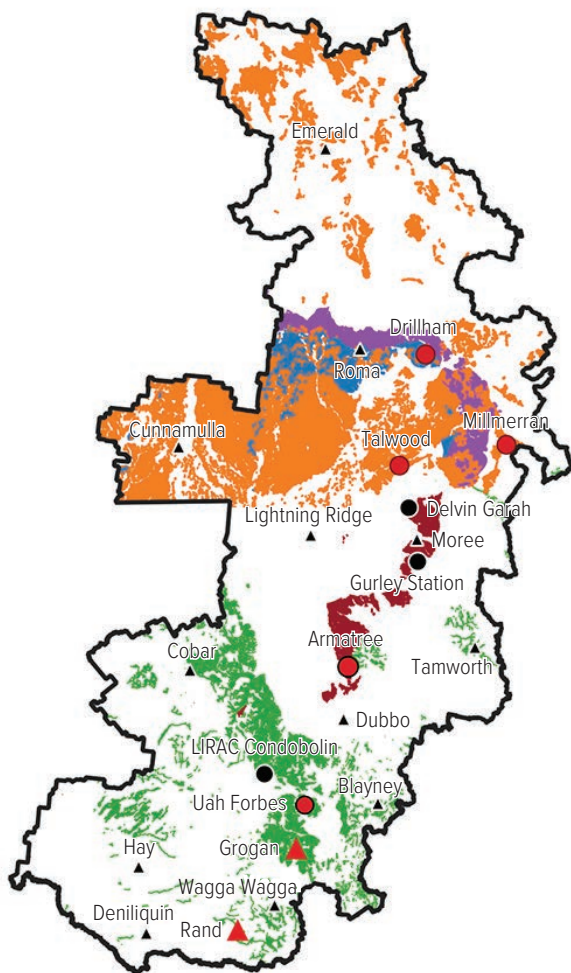 Emerald
Drillham
Roma
Millmerran
Cunnamulla
Talwood
Delvin Garah
Lightning Ridge
Moree
Gurley Station
Armatree
Cobar
Tamworth
Dubbo
LIRAC Condobolin
Blayney
Uah Forbes
Hay
Grogan
Wagga Wagga
Deniliquin
Rand